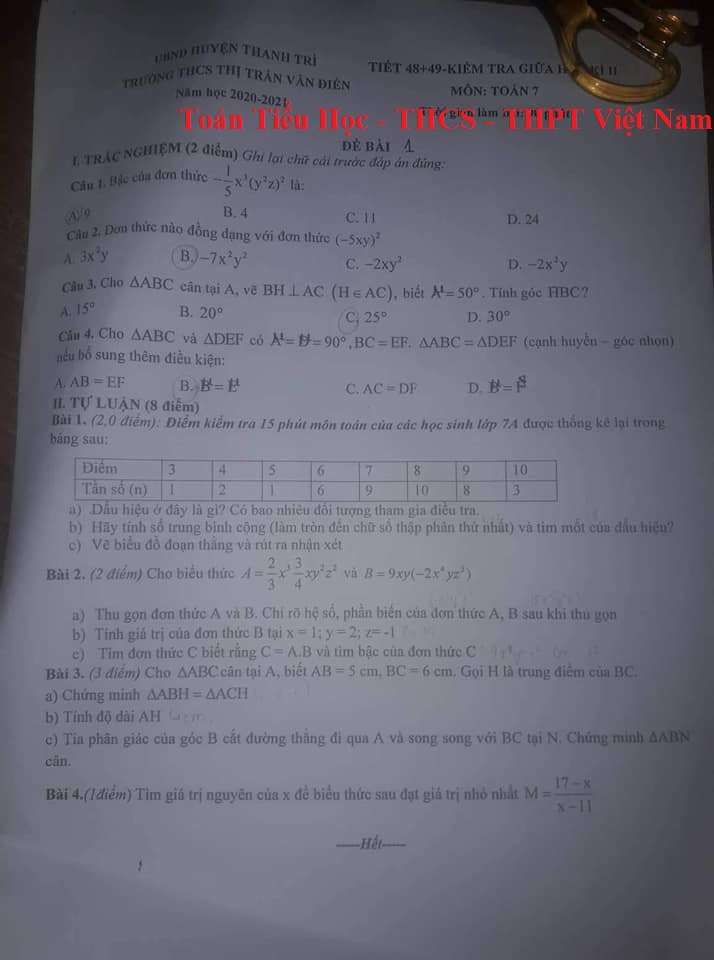 UBND HUYỆN THANH TRÌ
TRƯỜNG THCS THỊ TRẤN VĂN ĐIỂN
Năm học 2020-2021
TIẾT 48+49-KIỂM TRA GIỮA KÌ II
MÔN: TOÁN 7
Toán Tiểu Học - THCS - THPT Việt Nam
ĐỀ BÀI 1
I. TRẮC NGHIỆM (2 điểm) Ghi lại chữ cái trước đáp án đúng:
Câu 1. Bậc của đơn thức -1/5 x³(y²z)² là:
A. 9 B. 4 C. 11 D. 24
Câu 2. Đơn thức nào đồng dạng với đơn thức (-5xy)²
A. 3x²y B. -7x²y² C. -2xy² D. -2x²y
Câu 3. Cho ΔABC cân tại A, vẽ BH ⊥ AC (H ∈ AC), biết A = 50°. Tính góc HBC?
A. 15° B. 20° C. 25° D. 30°
Câu 4. Cho ΔABC và ΔDEF có A = D = 90°, BC = EF. ΔABC = ΔDEF (cạnh huyền – góc nhọn)
nếu bổ sung thêm điều kiện:
A. AB = EF B. B = E C. AC = DF D. B = F
II. TỰ LUẬN (8 điểm)
Bài 1. (2,0 điểm): Điểm kiểm tra 15 phút môn toán của các học sinh lớp 7A được thống kê lại trong
bảng sau:
Điểm 3 4 5 6 7 8 9 10
Tần số (n) 1 2 1 6 9 10 8 3
a) Dấu hiệu ở đây là gì? Có bao nhiêu đối tượng tham gia điều tra.
b) Hãy tính số trung bình cộng (làm tròn đến chữ số thập phân thứ nhất) và tìm mốt của dấu hiệu?
c) Vẽ biểu đồ đoạn thẳng và rút ra nhận xét
Bài 2. (2 điểm) Cho biểu thức A = 2/3 x³ 3/4 xy²z² và B = 9xy(-2x⁴yz³)
a) Thu gọn đơn thức A và B. Chỉ rõ hệ số, phần biến của đơn thức A, B sau khi thu gọn
b) Tính giá trị của đơn thức B tại x = 1; y = 2; z= -1
c) Tìm đơn thức C biết rằng C = A.B và tìm bậc của đơn thức C
Bài 3. (3 điểm) Cho ΔABC cân tại A, biết AB = 5 cm, BC = 6 cm. Gọi H là trung điểm của BC.
a) Chứng minh ΔABH = ΔACH
b) Tính độ dài AH
c) Tia phân giác của góc B cắt đường thẳng đi qua A và song song với BC tại N. Chứng minh ΔABN
cân.
Bài 4.(1điểm) Tìm giá trị nguyên của x để biểu thức sau đạt giá trị nhỏ nhất M = 17 - x / x - 11
-----Hết-----